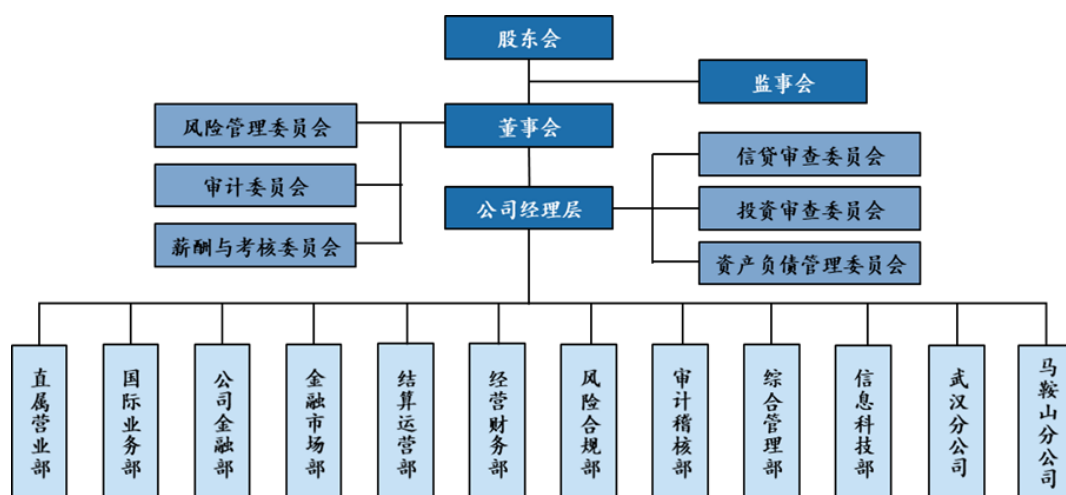 股东会
监事会
董事会
风险管理委员会
审计委员会
薪酬与考核委员会
公司经理层
信贷审查委员会
投资审查委员会
资产负债管理委员会
直属营业部
国际业务部
公司金融部
金融市场部
结算运营部
经营财务部
风险合规部
审计稽核部
综合管理部
信息科技部
武汉分公司
马鞍山分公司